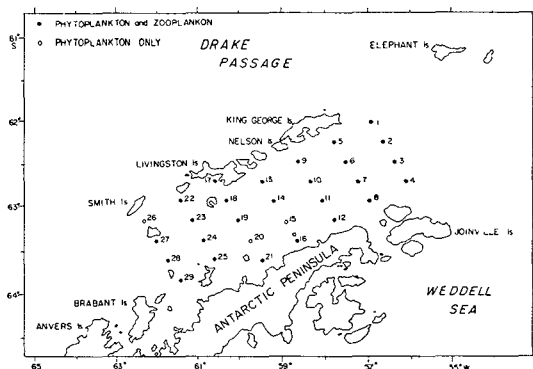 • PHYTOPLANKTON and ZOOPLANKON
○ PHYTOPLANKTON ONLY
61°
S
DRAKE
PASSAGE
ELEPHANT Is
62°
KING GEORGE Is
1
NELSON Is
5
2
LIVINGSTON Is
9
6
3
17
13
10
7
4
SMITH Is
22
18
14
11
8
63°
26
23
19
15
12
JOINVILLE Is
27
24
20
16
28
25
21
29
ANTARCTIC PENINSULA
64°
BRABANT Is
WEDDELL
SEA
ANVERS Is
65
63°
61
59°
57°
55° W